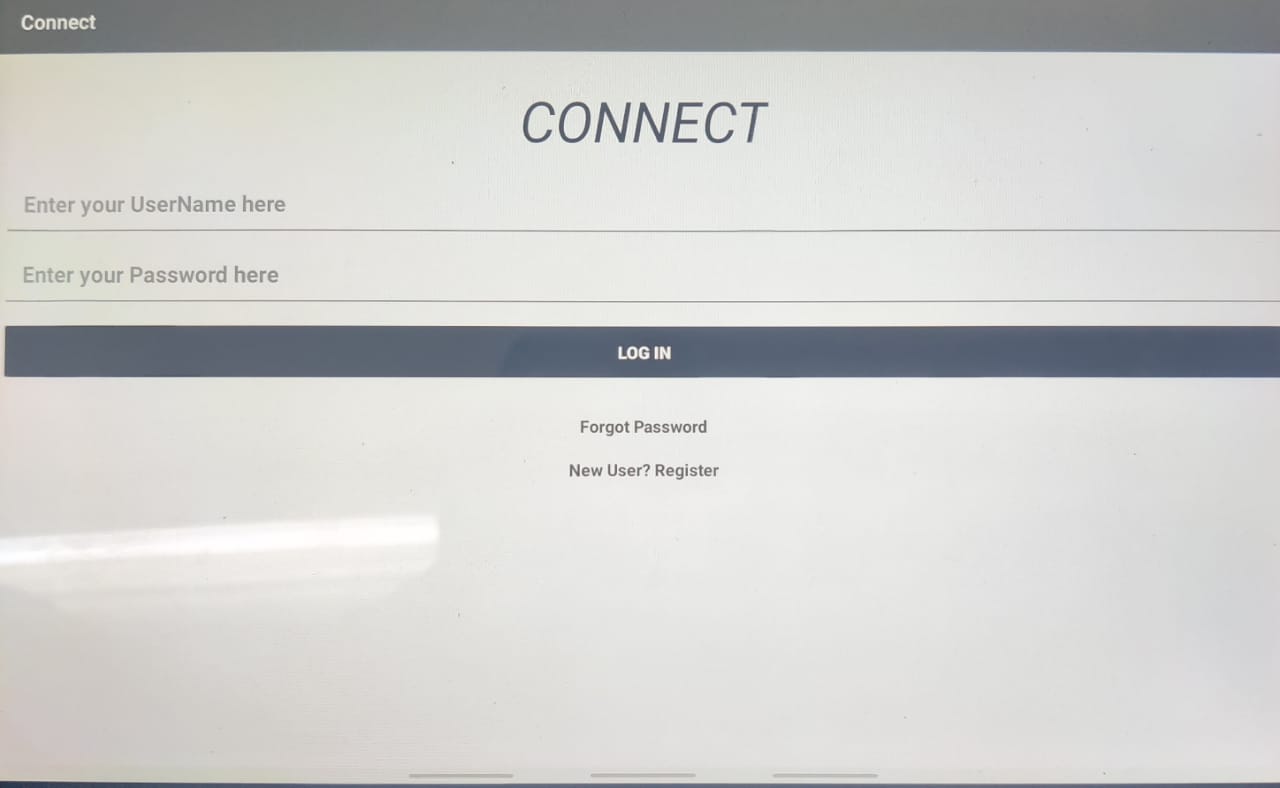 Connect
CONNECT
Enter your UserName here
Enter your Password here
LOG IN
Forgot Password
New User? Register